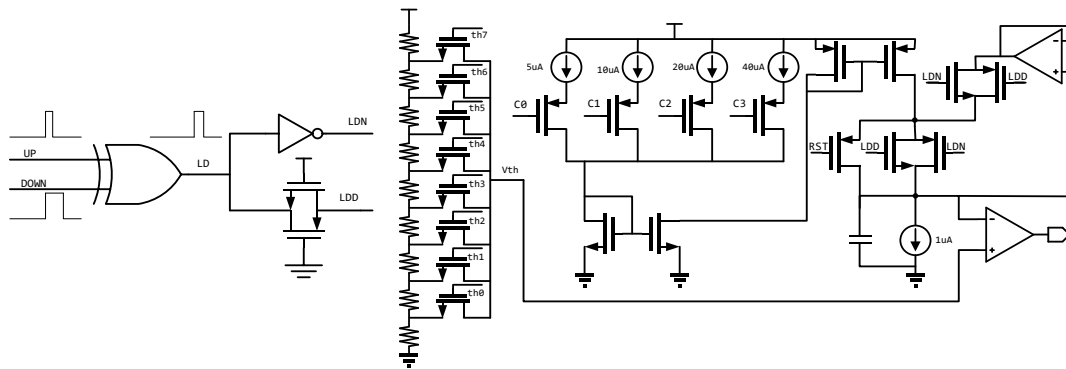 UP
DOWN
LD
LDN
LDD
th7
th6
th5
th4
th3
th2
th1
th0
Vth
5uA
10uA
20uA
40uA
C0
C1
C2
C3
LDN
LDD
RST
LDD
LDN
1uA
-
+
-
+